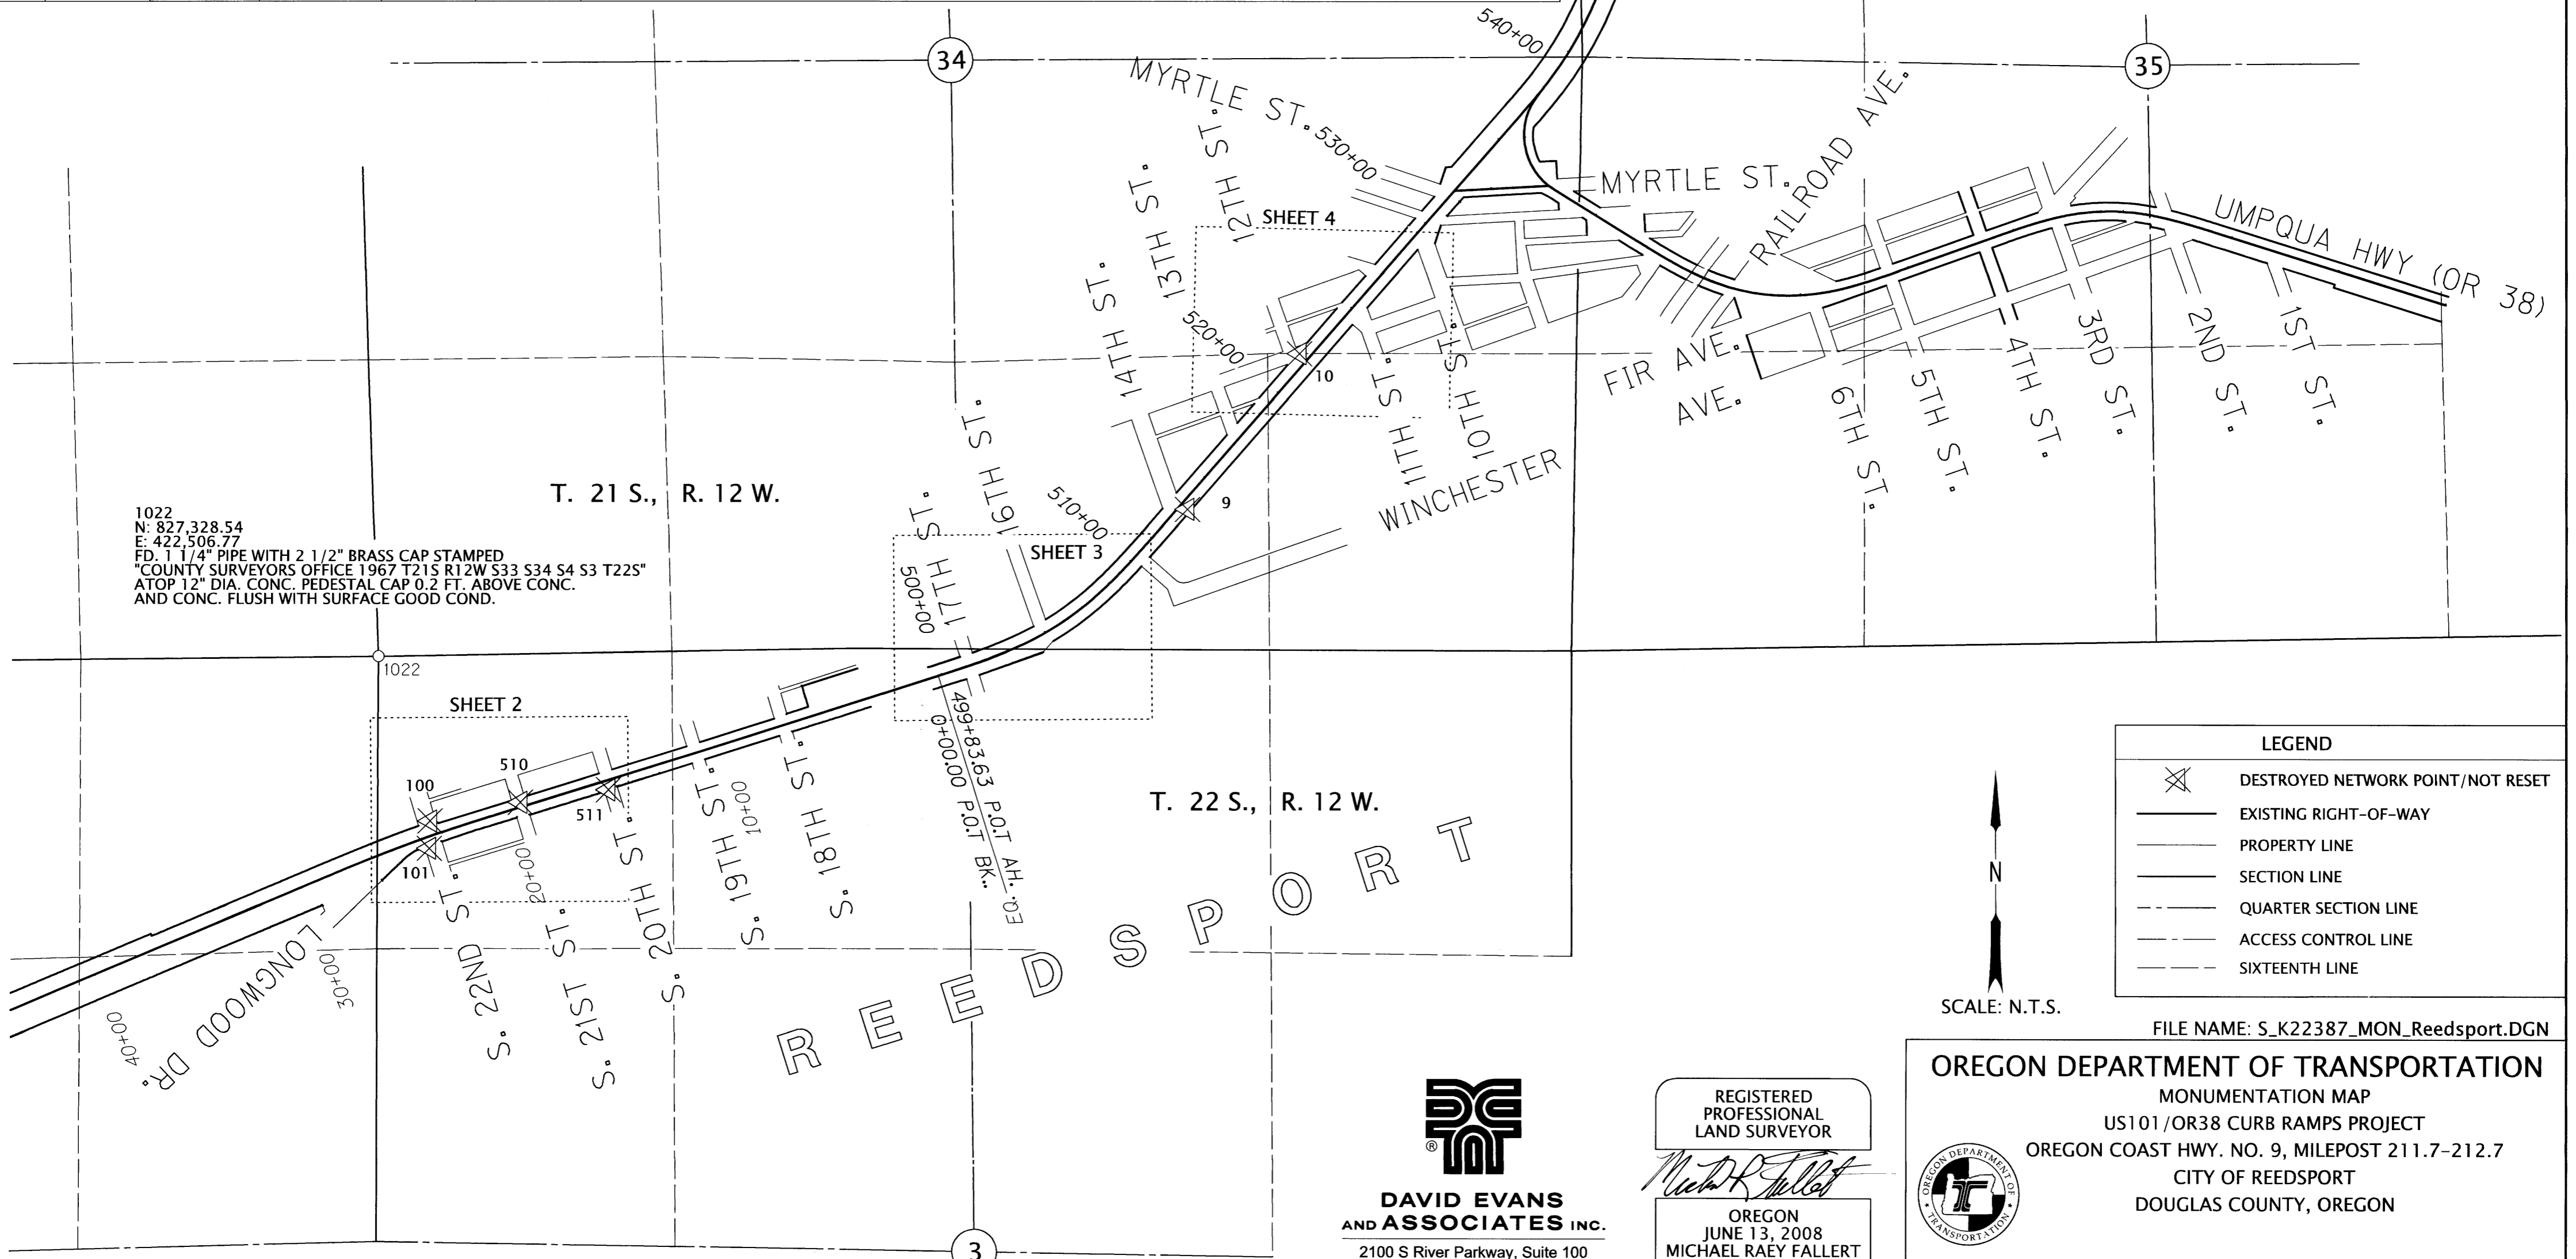 540+00
34
35
MYRTLE ST.
530+00
12TH ST.
13TH ST.
14TH ST.
SHEET 4
MYRTLE ST.
RAILROAD AVE.
UMPQUA HWY (OR 38)
520+00
10
FIR AVE.
AVE.
11TH ST.
10TH ST.
6TH ST.
5TH ST.
4TH ST.
3RD ST.
2ND ST.
1ST ST.
16TH ST.
17TH ST.
510+00
9
WINCHESTER
T. 21 S., R. 12 W.
1022
N: 827,328.54
E: 422,506.77
FD. 1 1/4" PIPE WITH 2 1/2" BRASS CAP STAMPED
"COUNTY SURVEYORS OFFICE 1967 T21S R12W S33 S34 S4 S3 T22S"
ATOP 12" DIA. CONC. PEDESTAL CAP 0.2 FT. ABOVE CONC.
AND CONC. FLUSH WITH SURFACE GOOD COND.
SHEET 3
500+00
1022
SHEET 2
499+83.63 P.O.T AH.
0+00.00 P.O.T BK..
EQ.
510
100
511
101
T. 22 S., R. 12 W.
10+00
20+00
30+00
40+00
S. 18TH ST.
S. 19TH ST.
S. 20TH ST.
S. 21ST ST.
S. 22ND ST.
LONGWOOD DR.
REEDSPORT
3
LEGEND
DESTROYED NETWORK POINT/NOT RESET
EXISTING RIGHT-OF-WAY
PROPERTY LINE
SECTION LINE
QUARTER SECTION LINE
ACCESS CONTROL LINE
SIXTEENTH LINE
N
SCALE: N.T.S.
FILE NAME: S_K22387_MON_Reedsport.DGN
OREGON DEPARTMENT OF TRANSPORTATION
MONUMENTATION MAP
US101/OR38 CURB RAMPS PROJECT
OREGON COAST HWY. NO. 9, MILEPOST 211.7-212.7
CITY OF REEDSPORT
DOUGLAS COUNTY, OREGON
OREGON DEPARTMENT OF TRANSPORTATION
®
DAVID EVANS
AND ASSOCIATES INC.
2100 S River Parkway, Suite 100
REGISTERED
PROFESSIONAL
LAND SURVEYOR
OREGON
JUNE 13, 2008
MICHAEL RAEY FALLERT